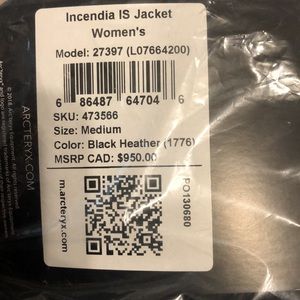 Incendia IS Jacket
Women's
Model: 27397 (L07664200)
6 86487 64704 6
SKU: 473566
Size: Medium
Color: Black Heather (1776)
MSRP CAD: $950.00
m.arcteryx.com
PO130680
ARCTERYX.COM